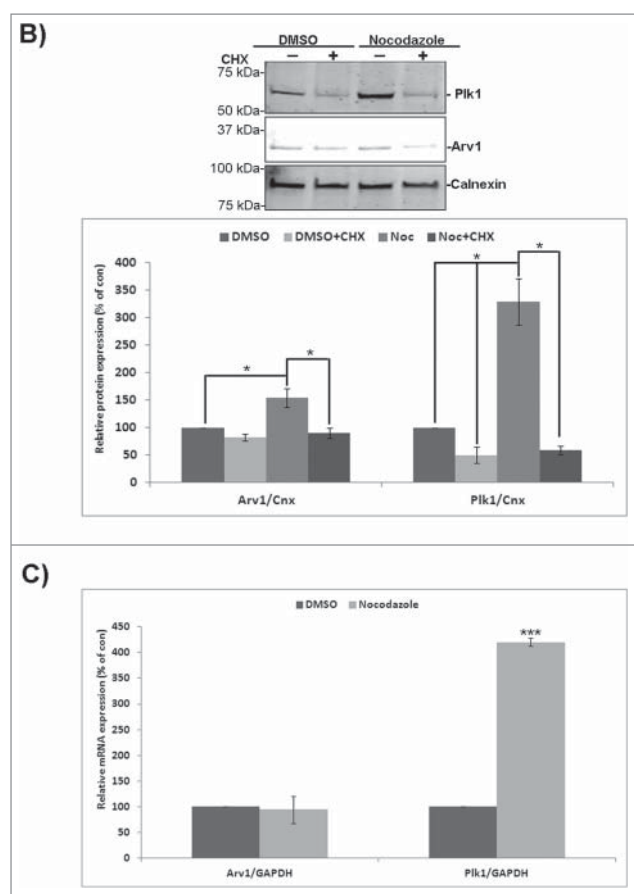 B)
DMSO Nocodazole
CHX – + – +
75 kDa
-Plk1
50 kDa
37 kDa
-Arv1
100 kDa
-Calnexin
75 kDa
DMSO DMSO+CHX Noc Noc+CHX
Relative protein expression (% of con)
400
350
300
250
200
150
100
50
0
* * * *
Arv1/Cnx Plk1/Cnx
C)
DMSO Nocodazole
Relative mRNA expression (% of con)
450
400
350
300
250
200
150
100
50
0
***
Arv1/GAPDH Plk1/GAPDH